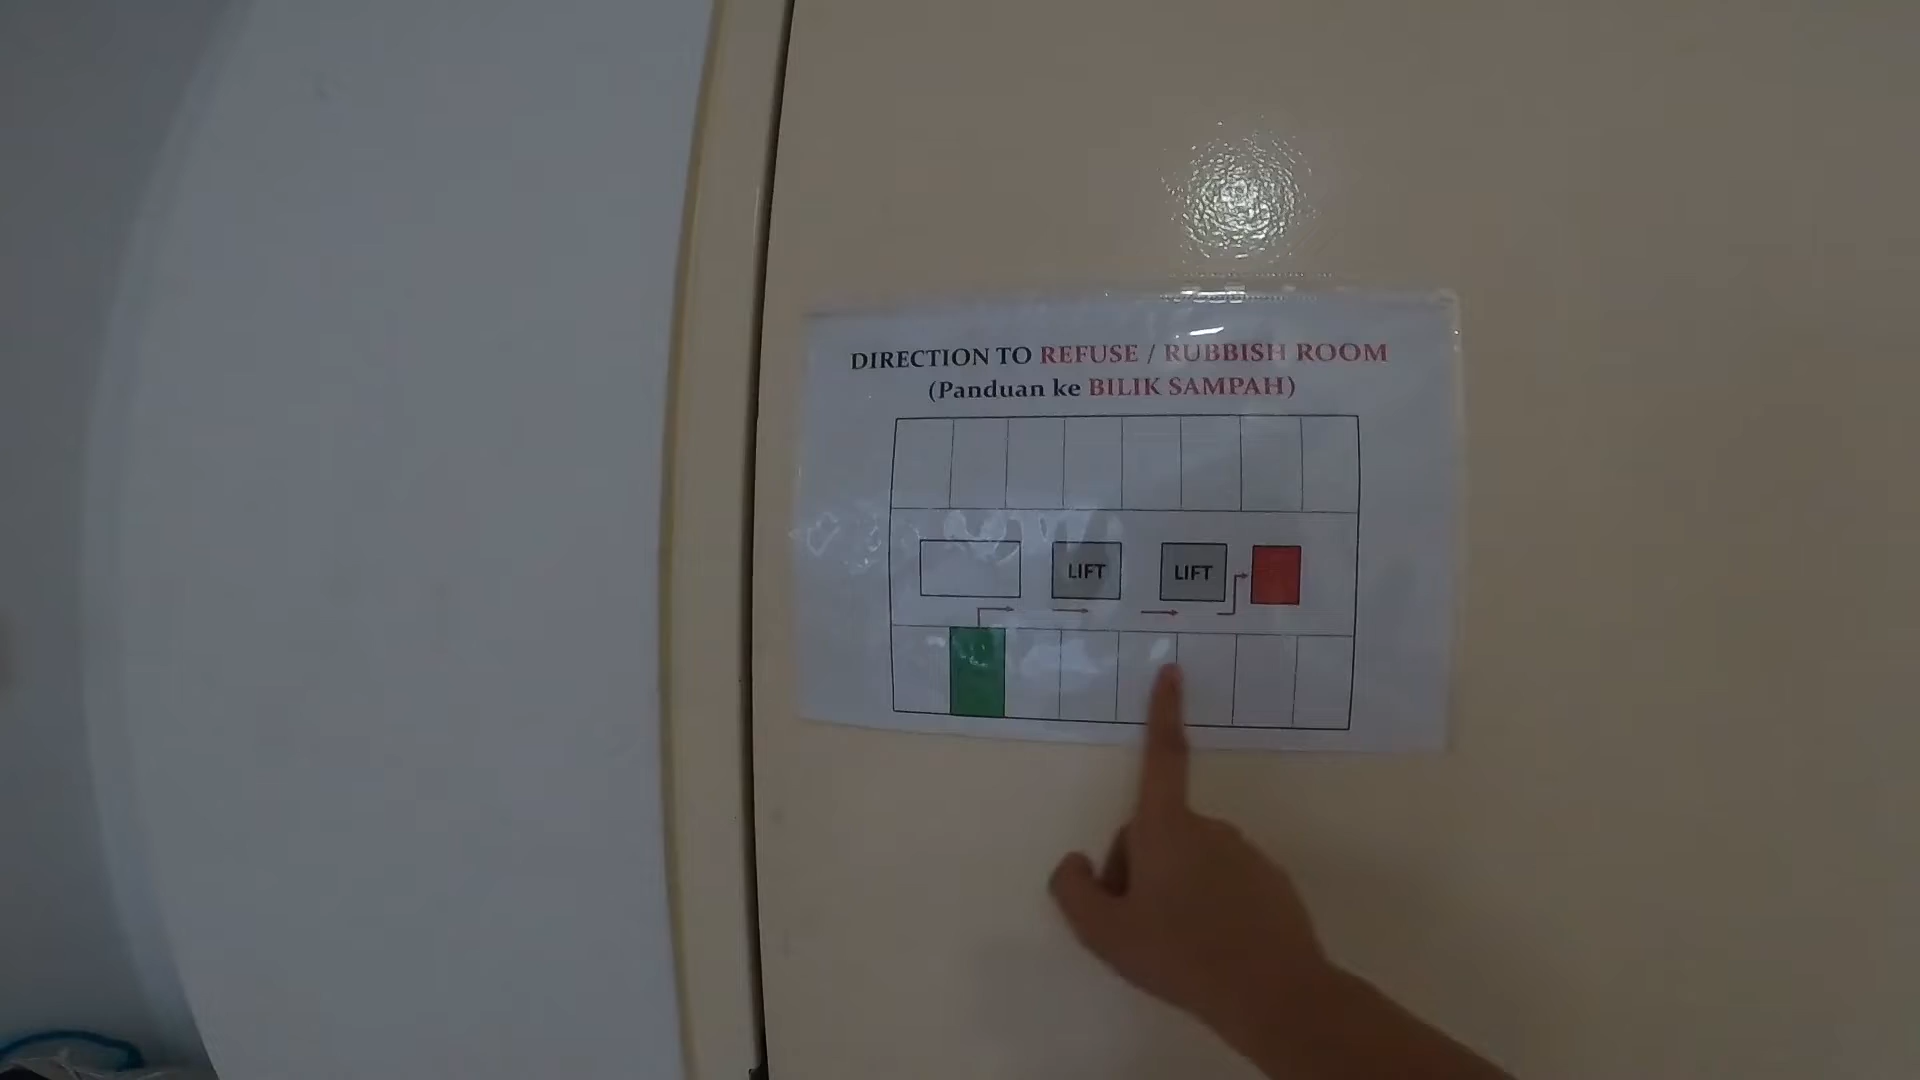 DIRECTION TO REFUSE / RUBBISH ROOM
(Panduan ke BILIK SAMPAH)
LIFT
LIFT